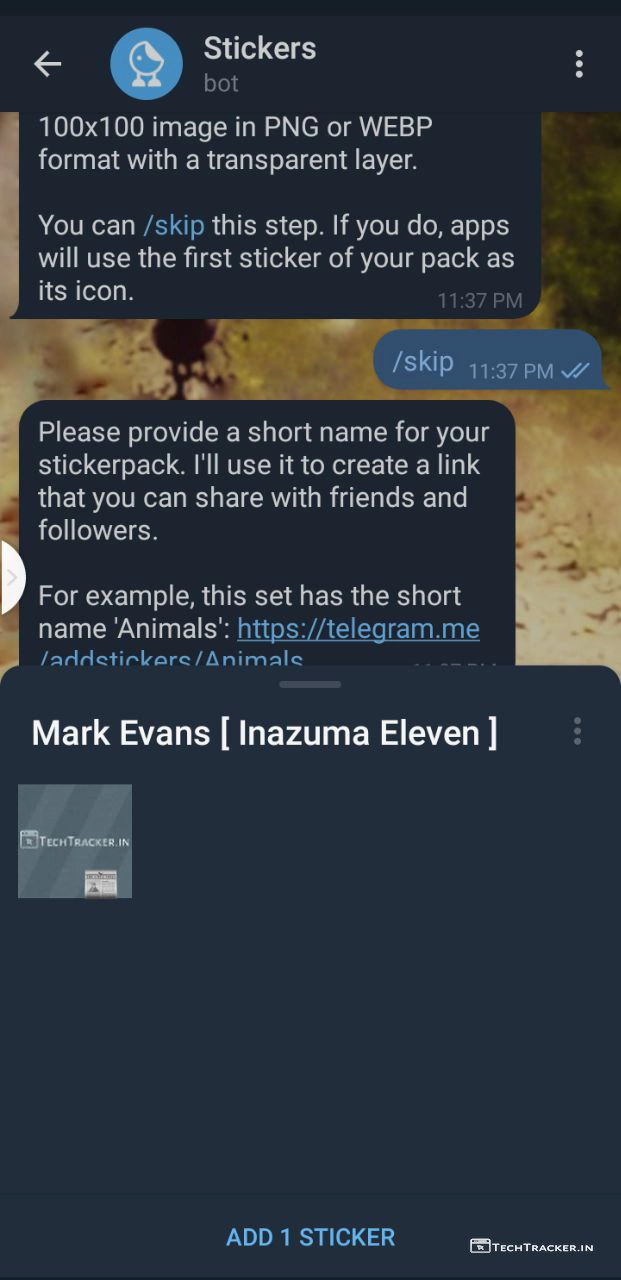 Stickers
bot
100x100 image in PNG or WEBP
format with a transparent layer.
You can /skip this step. If you do, apps
will use the first sticker of your pack as
its icon.
11:37 PM
/skip 11:37 PM
Please provide a short name for your
stickerpack. I'll use it to create a link
that you can share with friends and
followers.
For example, this set has the short
name 'Animals': https://telegram.me
/addstickers/Animals
Mark Evans [ Inazuma Eleven ]
TECHTRACKER.IN
ADD 1 STICKER
TECHTRACKER.IN